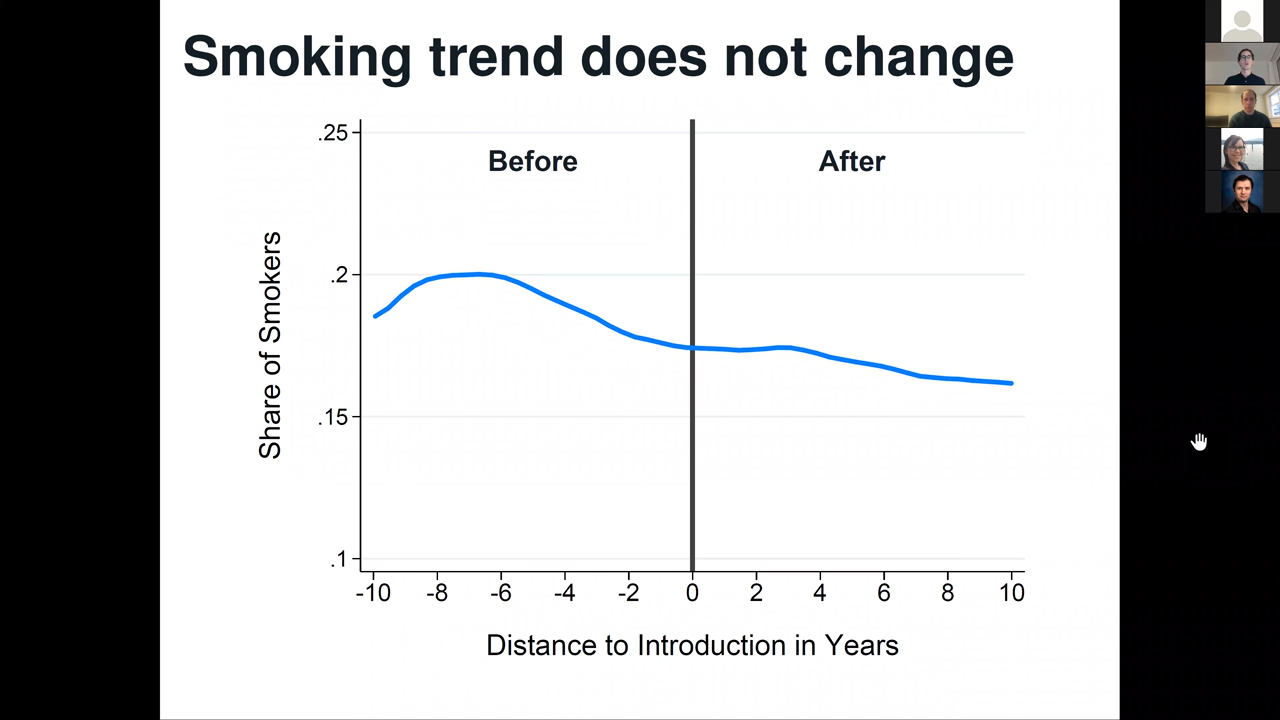 Smoking trend does not change
Before
After
Share of Smokers
.25
.2
.15
.1
-10 -8 -6 -4 -2 0 2 4 6 8 10
Distance to Introduction in Years